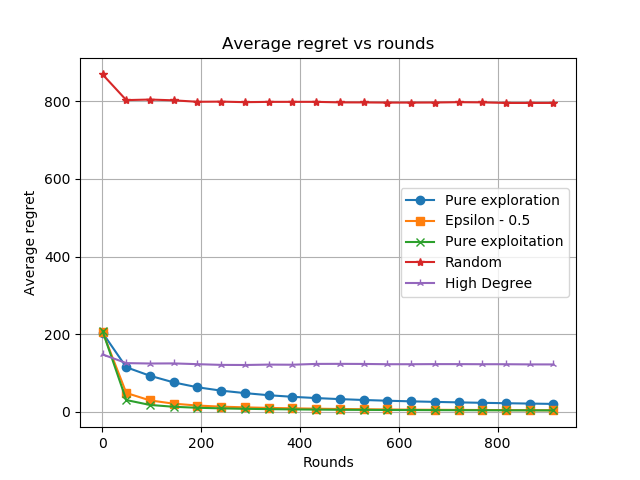 Average regret vs rounds
Average regret
800
600
400
200
0
Pure exploration
Epsilon - 0.5
Pure exploitation
Random
High Degree
0 200 400 600 800
Rounds